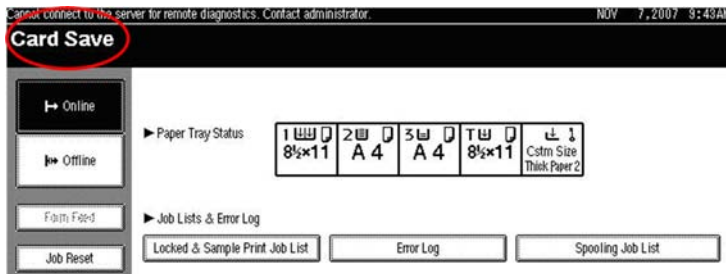 Cannot connect to the server for remote diagnostics. Contact administrator. NOV 7,2007 9:43AM
Card Save
Online
Offline
Form Feed
Job Reset
Paper Tray Status
1 2 3 T 1
8½×11 A 4 A 4 8½×11 Cstm Size
Thick Paper 2
Job Lists & Error Log
Locked & Sample Print Job List Error Log Spooling Job List